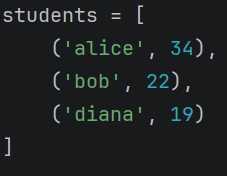 students = [
    ('alice', 34),
    ('bob', 22),
    ('diana', 19)
]